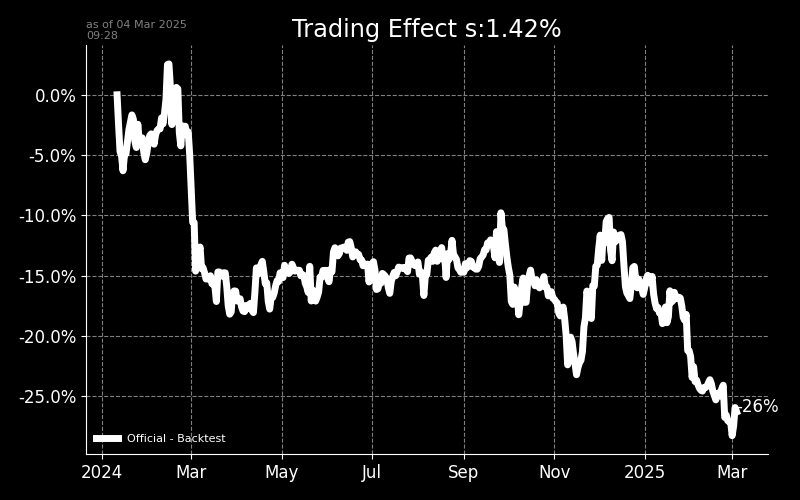 as of 04 Mar 2025
09:28
Trading Effect s:1.42%
0.0%
-5.0%
-10.0%
-15.0%
-20.0%
-25.0%
-26%
Official - Backtest
2024 Mar May Jul Sep Nov 2025 Mar